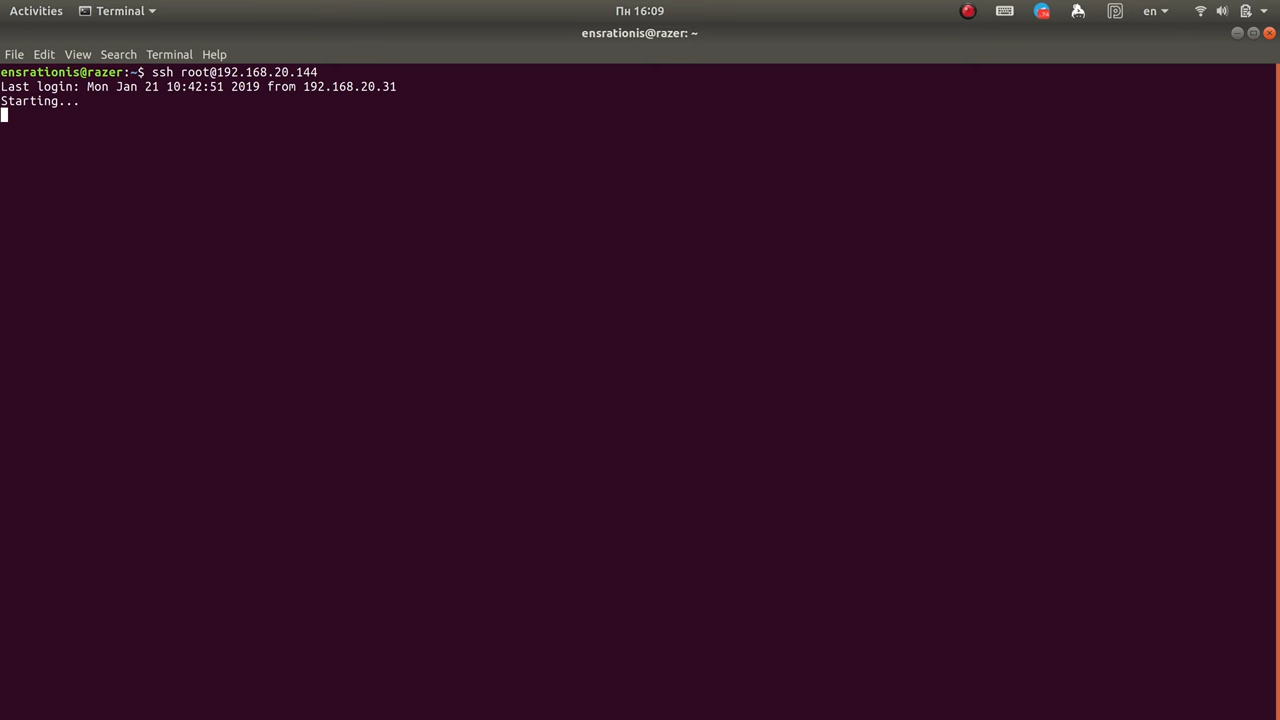 Activities Terminal Пн 16:09 en
ensrationis@razer: ~
File Edit View Search Terminal Help
ensrationis@razer:~$ ssh root@192.168.20.144
Last login: Mon Jan 21 10:42:51 2019 from 192.168.20.31
Starting...